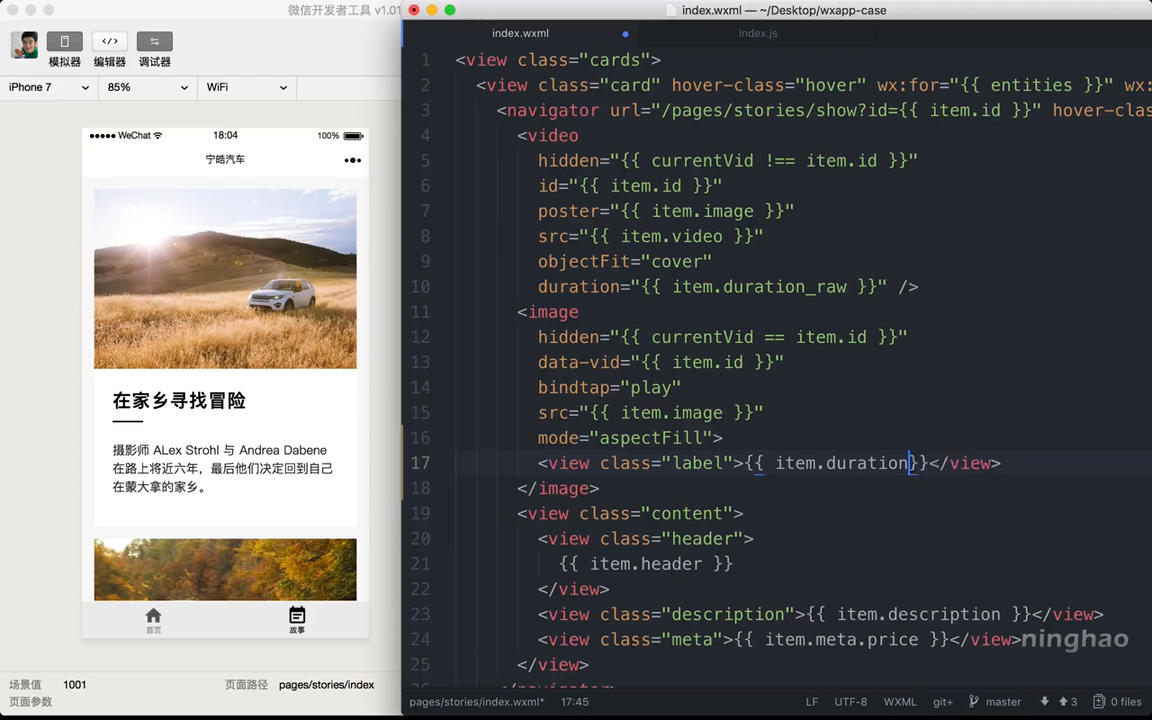 微信开发者工具 v1.01
index.wxml — ~/Desktop/wxapp-case
模拟器
编辑器
调试器
iPhone 7
85%
WiFi
WeChat
18:04
100%
宁皓汽车
在家乡寻找冒险
摄影师 ALex Strohl 与 Andrea Dabene
在路上将近六年，最后他们决定回到自己
在蒙大拿的家乡。
首页
故事
场景值 1001
页面路径 pages/stories/index
页面参数
index.wxml
index.js
1 <view class="cards">
2 <view class="card" hover-class="hover" wx:for="{{ entities }}" wx:
3 <navigator url="/pages/stories/show?id={{ item.id }}" hover-clas
4 <video
5 hidden="{{ currentVid !== item.id }}"
6 id="{{ item.id }}"
7 poster="{{ item.image }}"
8 src="{{ item.video }}"
9 objectFit="cover"
10 duration="{{ item.duration_raw }}" />
11 <image
12 hidden="{{ currentVid == item.id }}"
13 data-vid="{{ item.id }}"
14 bindtap="play"
15 src="{{ item.image }}"
16 mode="aspectFill">
17 <view class="label">{{ item.duration}}</view>
18 </image>
19 <view class="content">
20 <view class="header">
21 {{ item.header }}
22 </view>
23 <view class="description">{{ item.description }}</view>
24 <view class="meta">{{ item.meta.price }}</view>
25 </view>
ninghao
pages/stories/index.wxml* 17:45
LF UTF-8 WXML git+ master 3 0 files